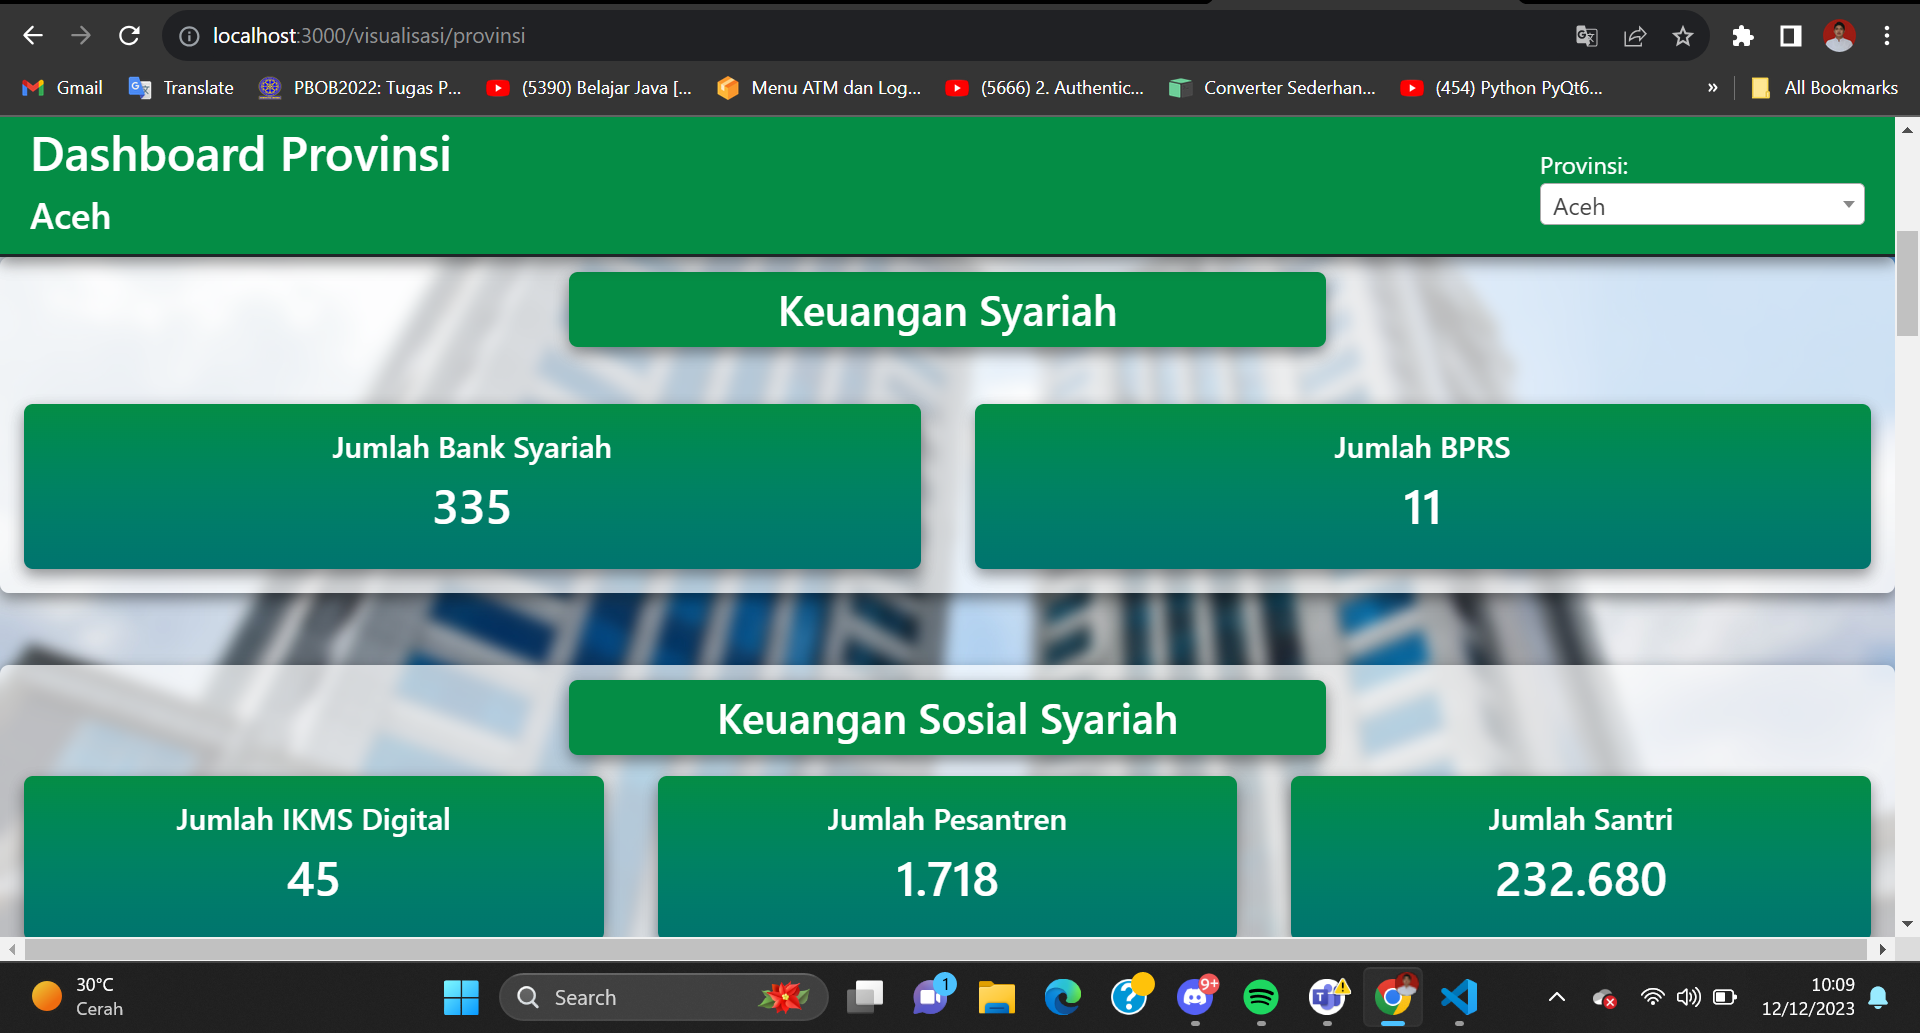 localhost:3000/visualisasi/provinsi
Gmail
Translate
PBOB2022: Tugas P...
(5390) Belajar Java [...
Menu ATM dan Log...
(5666) 2. Authentic...
Converter Sederhan...
(454) Python PyQt6...
»
All Bookmarks
Dashboard Provinsi
Aceh
Provinsi:
Aceh
Keuangan Syariah
Jumlah Bank Syariah
335
Jumlah BPRS
11
Keuangan Sosial Syariah
Jumlah IKMS Digital
45
Jumlah Pesantren
1.718
Jumlah Santri
232.680
30°C
Cerah
Search
1
9+
10:09
12/12/2023